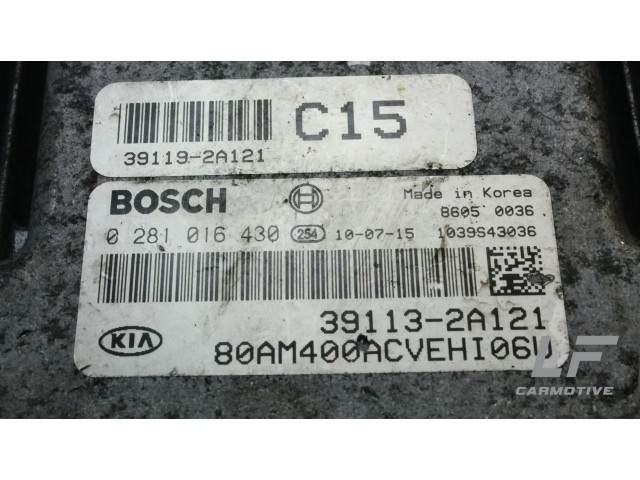 C15
39119-2A121
BOSCH
Made in Korea
8605 0036
0 281 016 430 254 10-07-15 1039S43036
39113-2A121
KIA
LF
CARMOTIVE